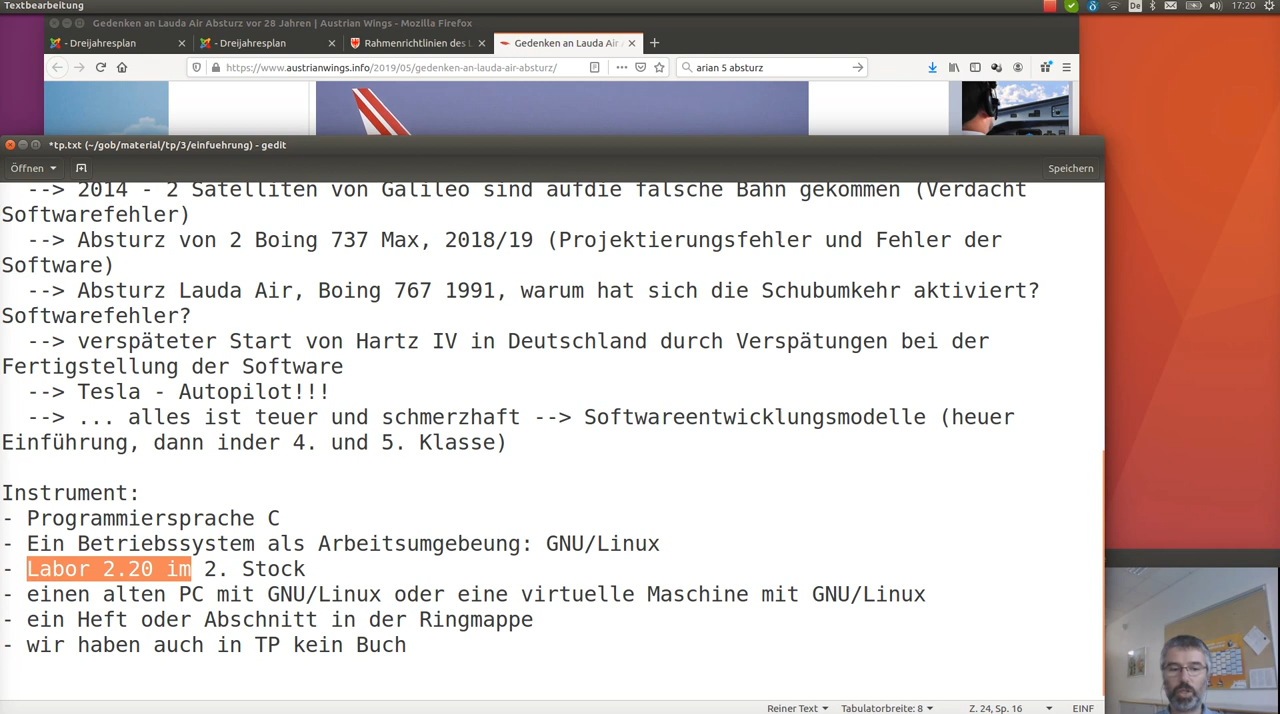 Textbearbeitung
De
17:20
Gedenken an Lauda Air Absturz vor 28 Jahren | Austrian Wings - Mozilla Firefox
- Dreijahresplan
- Dreijahresplan
Rahmenrichtlinien des L
Gedenken an Lauda Air A
https://www.austrianwings.info/2019/05/gedenken-an-lauda-air-absturz/
arian 5 absturz
*tp.txt (~/gob/material/tp/3/einfuehrung) - gedit
Öffnen
Speichern
--> 2014 - 2 Satelliten von Galileo sind aufdie falsche Bahn gekommen (Verdacht
Softwarefehler)
--> Absturz von 2 Boing 737 Max, 2018/19 (Projektierungsfehler und Fehler der
Software)
--> Absturz Lauda Air, Boing 767 1991, warum hat sich die Schubumkehr aktiviert?
Softwarefehler?
--> verspäteter Start von Hartz IV in Deutschland durch Verspätungen bei der
Fertigstellung der Software
--> Tesla - Autopilot!!!
--> ... alles ist teuer und schmerzhaft --> Softwareentwicklungsmodelle (heuer
Einführung, dann inder 4. und 5. Klasse)
Instrument:
- Programmiersprache C
- Ein Betriebssystem als Arbeitsumgebeung: GNU/Linux
- Labor 2.20 im 2. Stock
- einen alten PC mit GNU/Linux oder eine virtuelle Maschine mit GNU/Linux
- ein Heft oder Abschnitt in der Ringmappe
- wir haben auch in TP kein Buch
Reiner Text
Tabulatorbreite: 8
Z. 24, Sp. 16
EINF